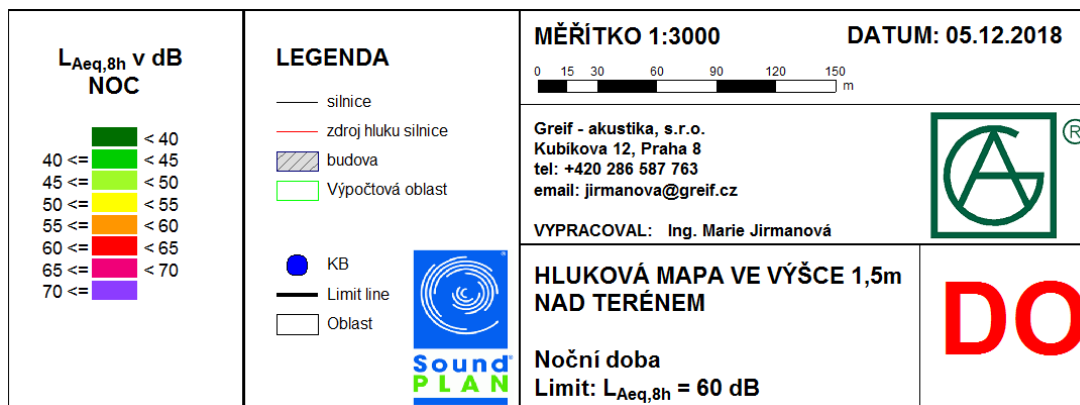 L_Aeq,8h v dB
NOC
< 40
40 <= < 45
45 <= < 50
50 <= < 55
55 <= < 60
60 <= < 65
65 <= < 70
70 <=
LEGENDA
silnice
zdroj hluku silnice
budova
Výpočtová oblast
KB
Limit line
Oblast
Sound
PLAN
MĚŘÍTKO 1:3000 DATUM: 05.12.2018
0 15 30 60 90 120 150
m
Greif - akustika, s.r.o.
Kubíkova 12, Praha 8
tel: +420 286 587 763
email: jirmanova@greif.cz
VYPRACOVAL: Ing. Marie Jirmanová
AG ®
HLUKOVÁ MAPA VE VÝŠCE 1,5m
NAD TERÉNEM
Noční doba
Limit: L_Aeq,8h = 60 dB
DO